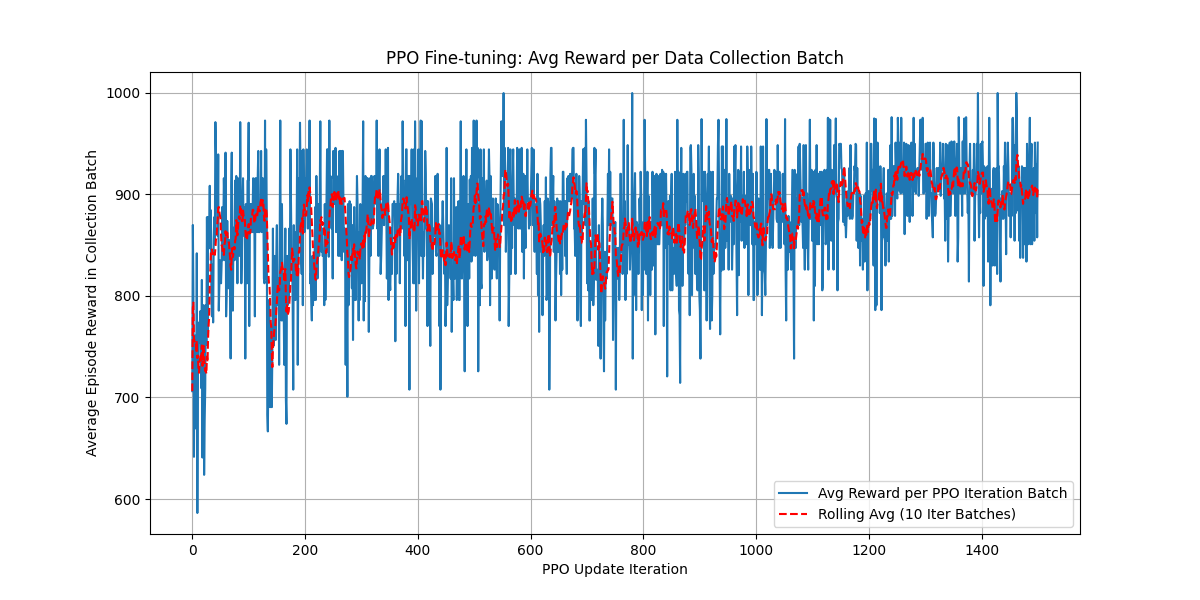 PPO Fine-tuning: Avg Reward per Data Collection Batch
Average Episode Reward in Collection Batch
1000
900
800
700
600
Avg Reward per PPO Iteration Batch
Rolling Avg (10 Iter Batches)
0 200 400 600 800 1000 1200 1400
PPO Update Iteration